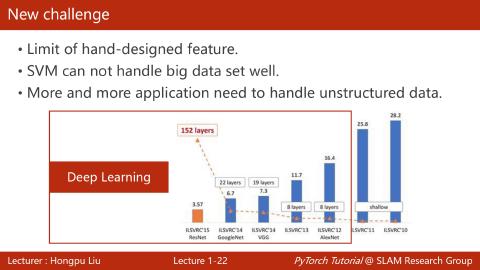 New challenge
• Limit of hand-designed feature.
• SVM can not handle big data set well.
• More and more application need to handle unstructured data.
28.2
25.8
152 layers
16.4
Deep Learning
22 layers 19 layers
11.7
6.7 7.3
3.57
8 layers 8 layers shallow
ILSVRC'15 ILSVRC'14 ILSVRC'14 ILSVRC'13 ILSVRC'12 ILSVRC'11 ILSVRC'10
ResNet GoogleNet VGG AlexNet
Lecturer : Hongpu Liu Lecture 1-22 PyTorch Tutorial @ SLAM Research Group